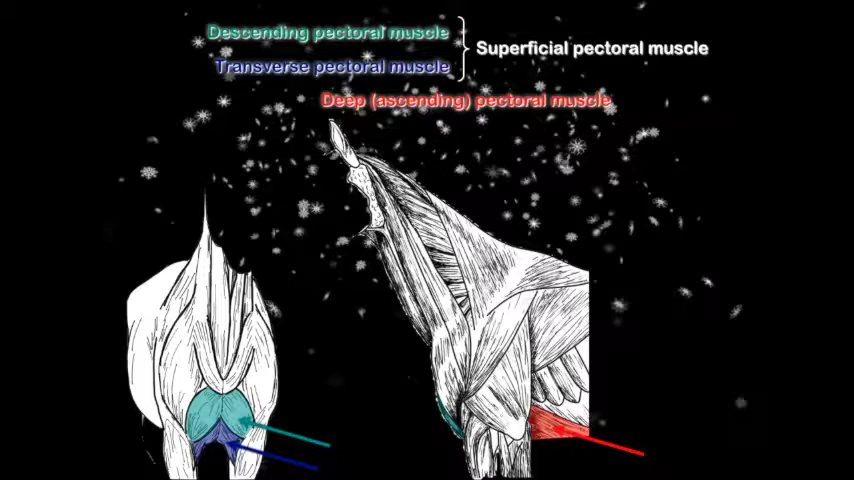 Descending pectoral muscle
Transverse pectoral muscle
Superficial pectoral muscle
Deep (ascending) pectoral muscle